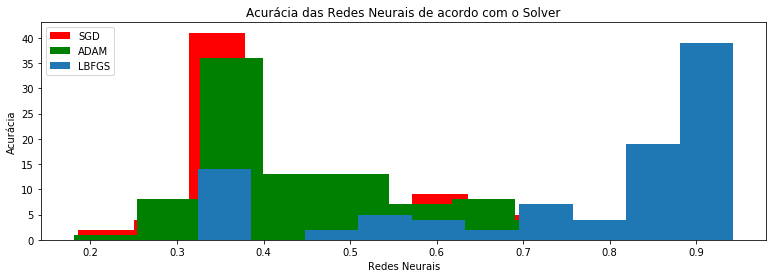 Acurácia das Redes Neurais de acordo com o Solver
SGD
ADAM
LBFGS
Acurácia
40
35
30
25
20
15
10
5
0
0.2 0.3 0.4 0.5 0.6 0.7 0.8 0.9
Redes Neurais